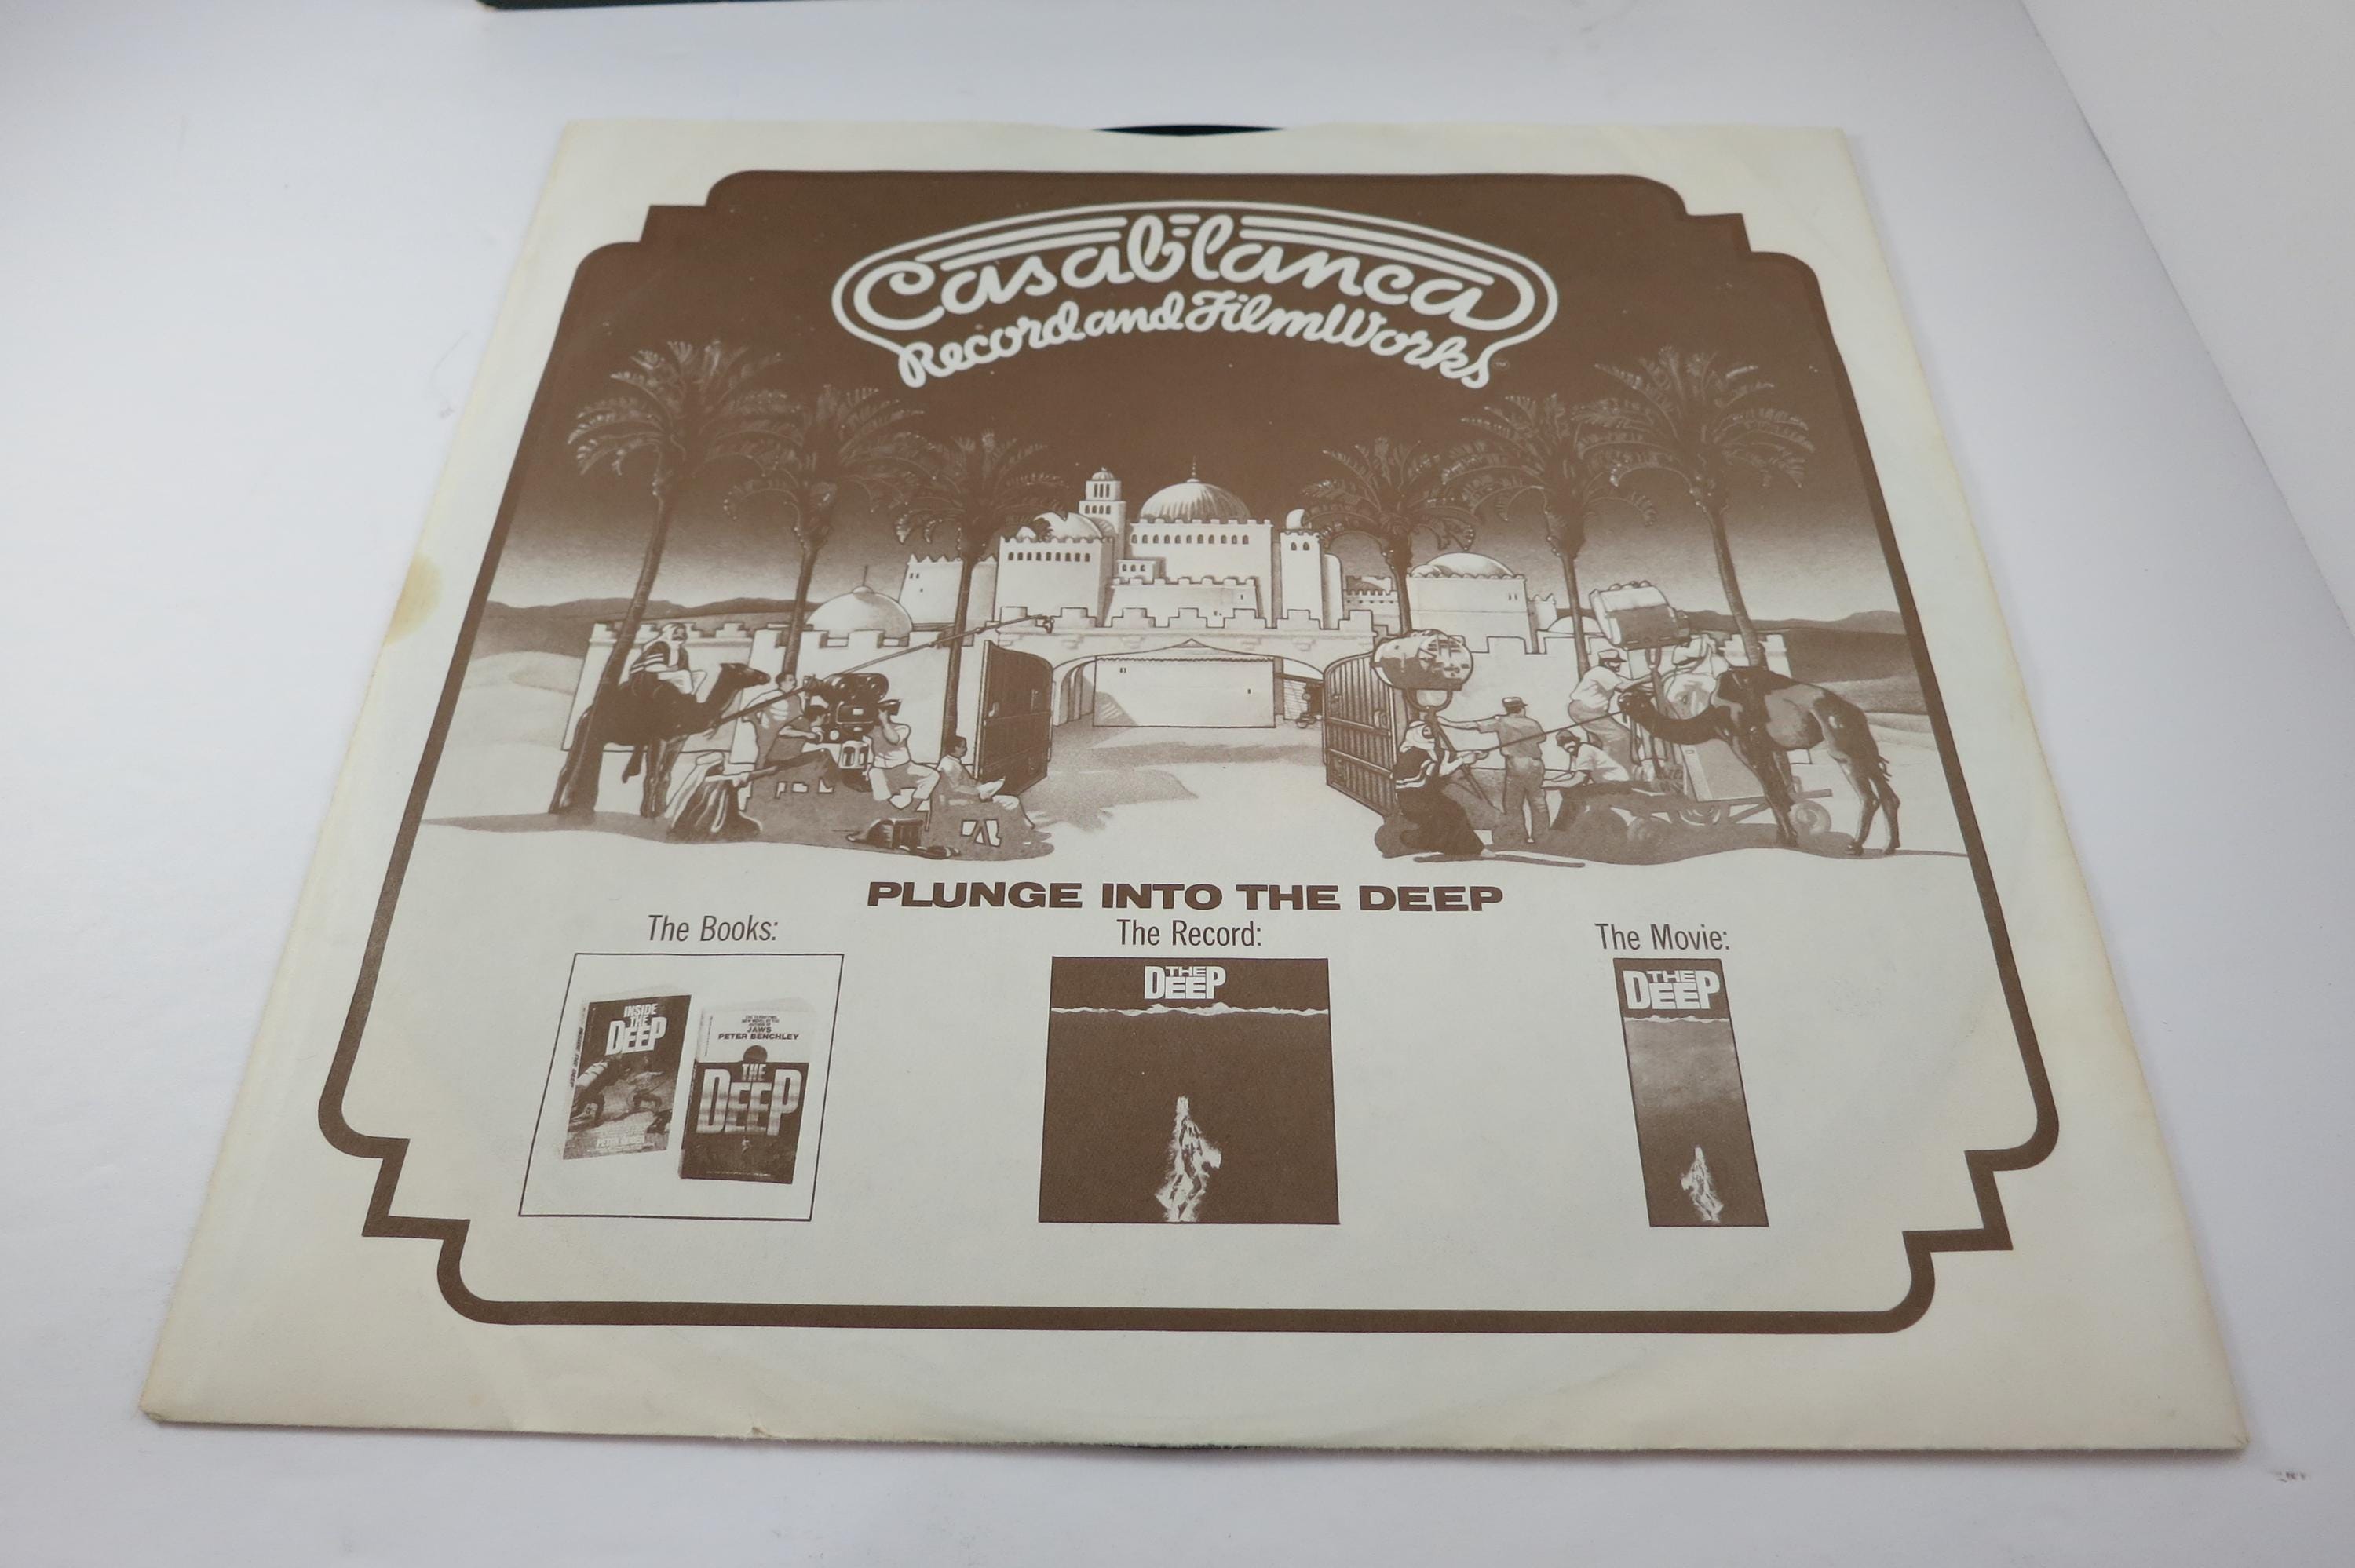 Casablanca
Record and FilmWorks
PLUNGE INTO THE DEEP
The Books:
The Record:
The Movie:
INSIDE
THE
DEEP
JAWS
PETER BENCHLEY
THE
DEEP
THE
DEEP
THE
DEEP